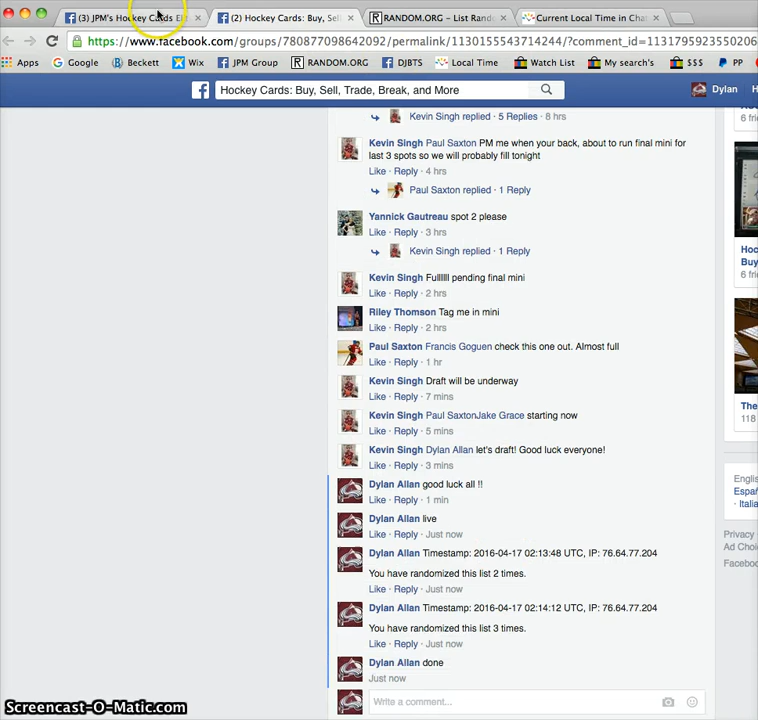 (3) JPM's Hockey Cards El
(2) Hockey Cards: Buy, Sell
RANDOM.ORG – List Rand
Current Local Time in Cha
https://www.facebook.com/groups/780877098642092/permalink/1130155543714244/?comment_id=1131795923550206
Apps Google Beckett Wix JPM Group RANDOM.ORG DJBTS Local Time Watch List My search's $$$ PP
Hockey Cards: Buy, Sell, Trade, Break, and More
Dylan H
Kevin Singh replied · 5 Replies · 8 hrs
Kevin Singh Paul Saxton PM me when your back, about to run final mini for
last 3 spots so we will probably fill tonight
Like · Reply · 4 hrs
Paul Saxton replied · 1 Reply
Yannick Gautreau spot 2 please
Like · Reply · 3 hrs
Kevin Singh replied · 1 Reply
Kevin Singh Fullllll pending final mini
Like · Reply · 2 hrs
Riley Thomson Tag me in mini
Like · Reply · 2 hrs
Paul Saxton Francis Goguen check this one out. Almost full
Like · Reply · 1 hr
Kevin Singh Draft will be underway
Like · Reply · 7 mins
Kevin Singh Paul SaxtonJake Grace starting now
Like · Reply · 5 mins
Kevin Singh Dylan Allan let's draft! Good luck everyone!
Like · Reply · 3 mins
Dylan Allan good luck all !!
Like · Reply · 1 min
Dylan Allan live
Like · Reply · Just now
Dylan Allan Timestamp: 2016-04-17 02:13:48 UTC, IP: 76.64.77.204
You have randomized this list 2 times.
Like · Reply · Just now
Dylan Allan Timestamp: 2016-04-17 02:14:12 UTC, IP: 76.64.77.204
You have randomized this list 3 times.
Like · Reply · Just now
Dylan Allan done
Just now
Write a comment...
Hoc
Buy,
6 frie
The
118
English
Españ
· Italia
Privacy
Ad Choic
Facebook
Screencast-O-Matic.com